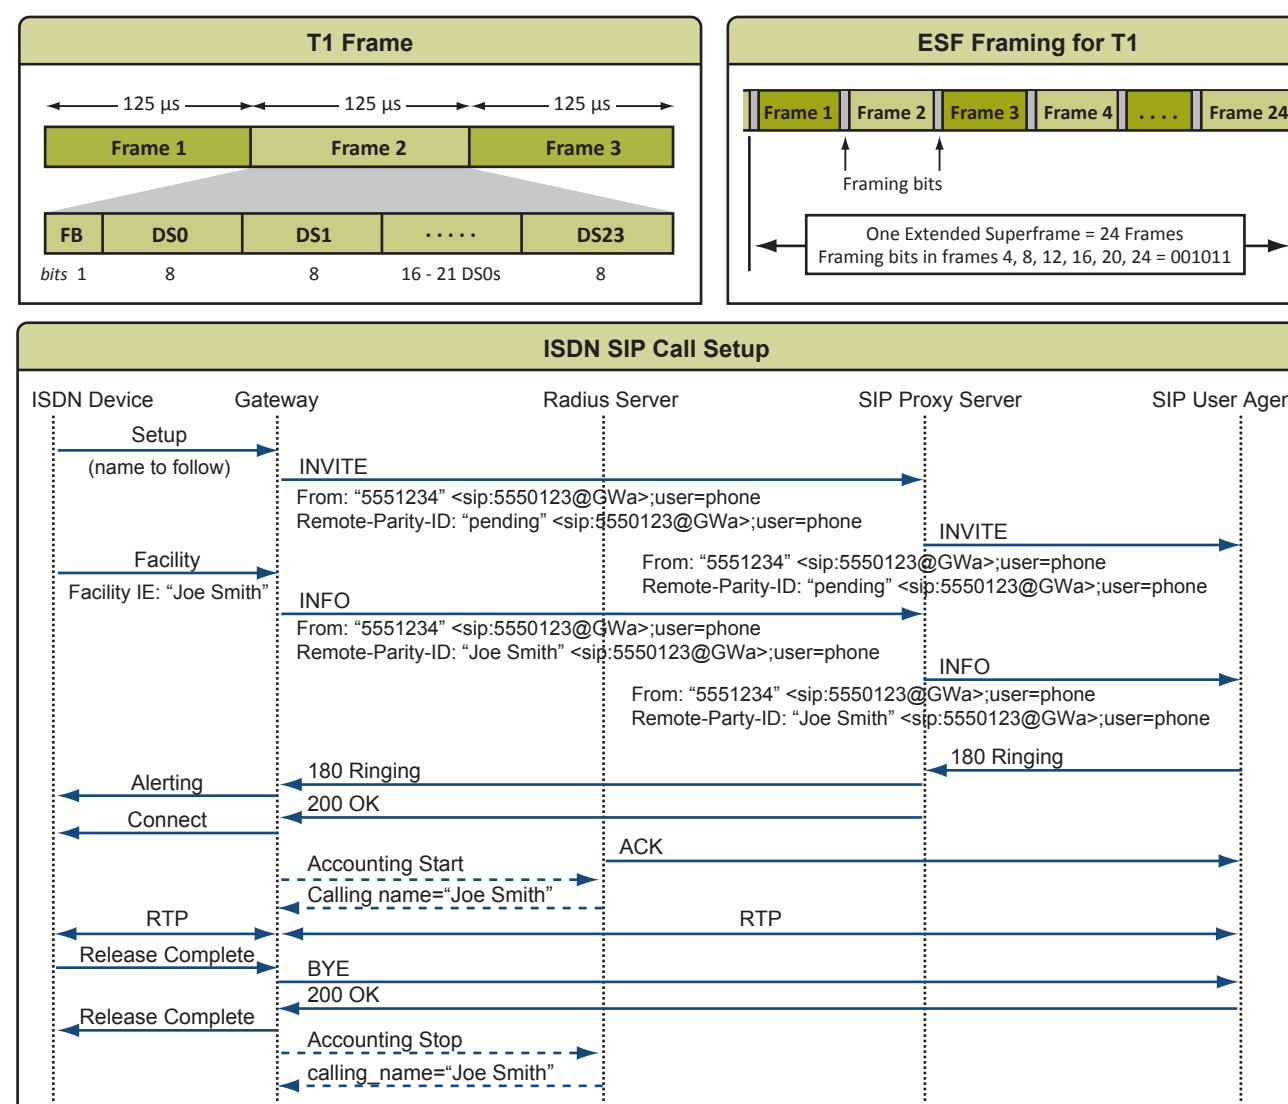 T1 Frame
125 µs 125 µs 125 µs
Frame 1 Frame 2 Frame 3
FB DS0 DS1 ..... DS23
bits 1 8 8 16 - 21 DS0s 8
ESF Framing for T1
Frame 1 Frame 2 Frame 3 Frame 4 .... Frame 24
Framing bits
One Extended Superframe = 24 Frames
Framing bits in frames 4, 8, 12, 16, 20, 24 = 001011
ISDN SIP Call Setup
ISDN Device Gateway Radius Server SIP Proxy Server SIP User Agen
Setup
(name to follow)
INVITE
From: “5551234” <sip:5550123@GWa>;user=phone
Remote-Parity-ID: “pending” <sip:5550123@GWa>;user=phone
INVITE
From: “5551234” <sip:5550123@GWa>;user=phone
Remote-Parity-ID: “pending” <sip:5550123@GWa>;user=phone
Facility
Facility IE: “Joe Smith”
INFO
From: “5551234” <sip:5550123@GWa>;user=phone
Remote-Parity-ID: “Joe Smith” <sip:5550123@GWa>;user=phone
INFO
From: “5551234” <sip:5550123@GWa>;user=phone
Remote-Party-ID: “Joe Smith” <sip:5550123@GWa>;user=phone
180 Ringing
180 Ringing
Alerting
200 OK
Connect
ACK
Accounting Start
Calling name=“Joe Smith”
RTP RTP
Release Complete
BYE
200 OK
Release Complete
Accounting Stop
calling_name=“Joe Smith”